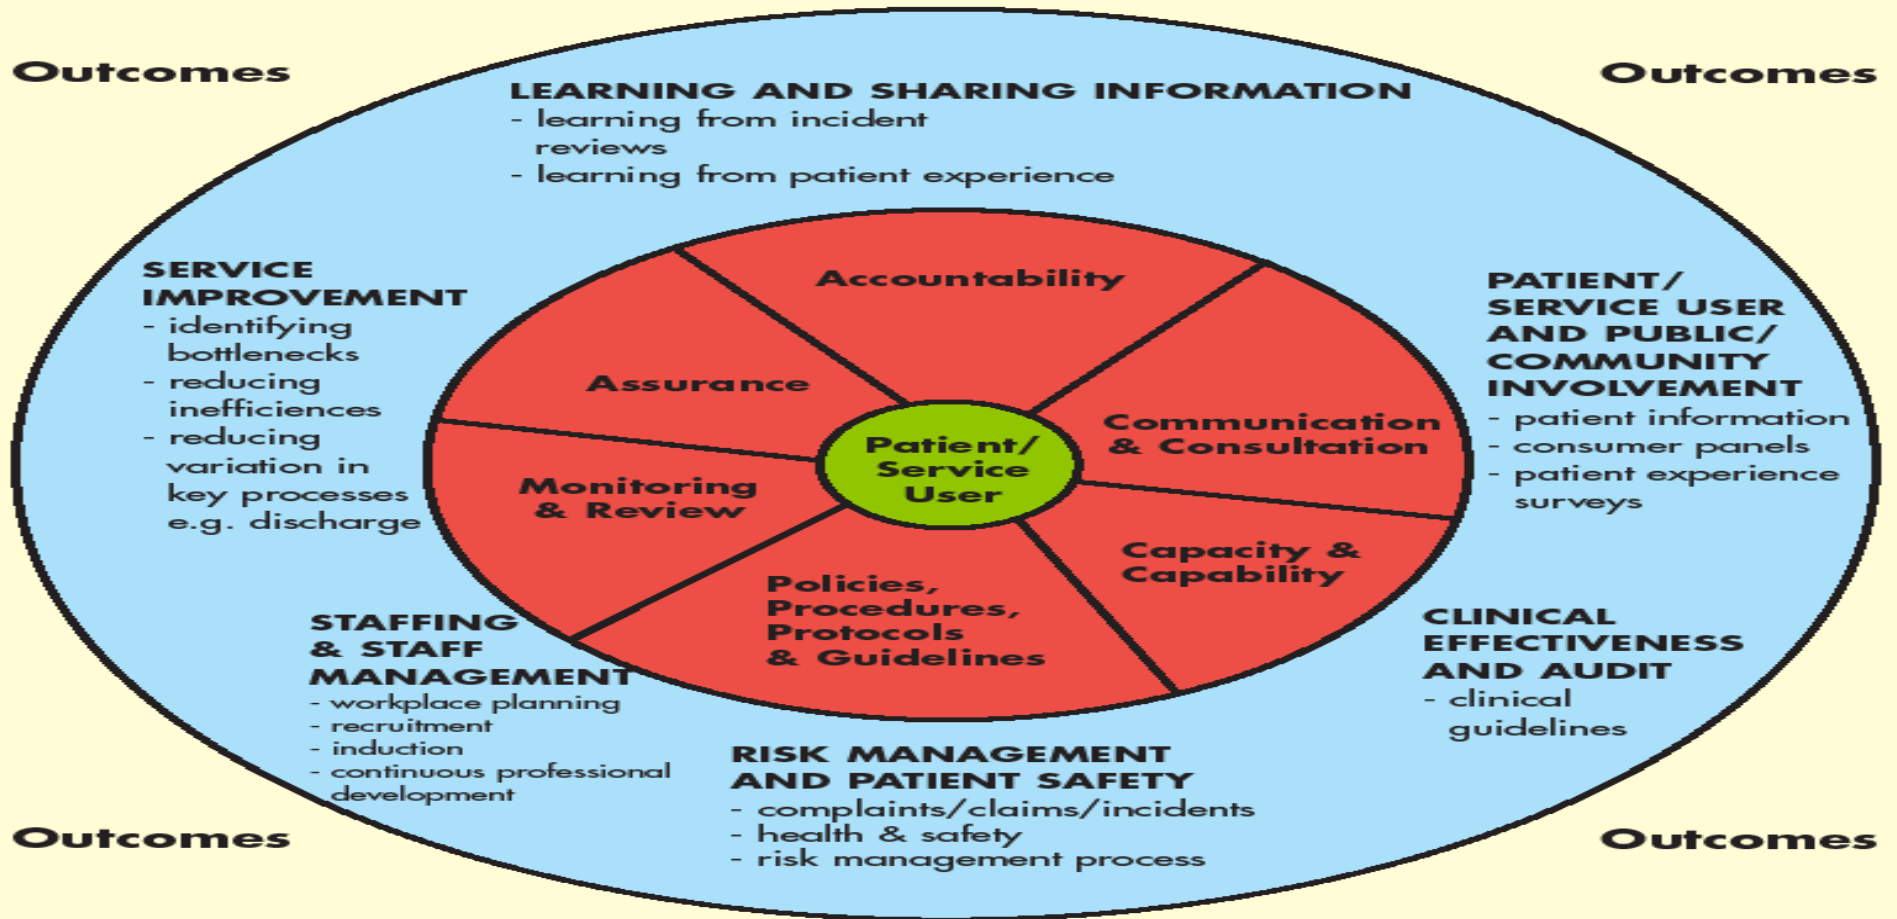 Outcomes
Outcomes
LEARNING AND SHARING INFORMATION
- learning from incident
reviews
- learning from patient experience
SERVICE
IMPROVEMENT
- identifying
bottlenecks
- reducing
inefficiences
- reducing
variation in
key processes
e.g. discharge
Accountability
Assurance
Communication
& Consultation
Patient/
Service
User
Monitoring
& Review
Capacity &
Capability
Policies,
Procedures,
Protocols
& Guidelines
PATIENT/
SERVICE USER
AND PUBLIC/
COMMUNITY
INVOLVEMENT
- patient information
- consumer panels
- patient experience
surveys
STAFFING
& STAFF
MANAGEMENT
- workplace planning
- recruitment
- induction
- continuous professional
development
RISK MANAGEMENT
AND PATIENT SAFETY
- complaints/claims/incidents
- health & safety
- risk management process
CLINICAL
EFFECTIVENESS
AND AUDIT
- clinical
guidelines
Outcomes
Outcomes